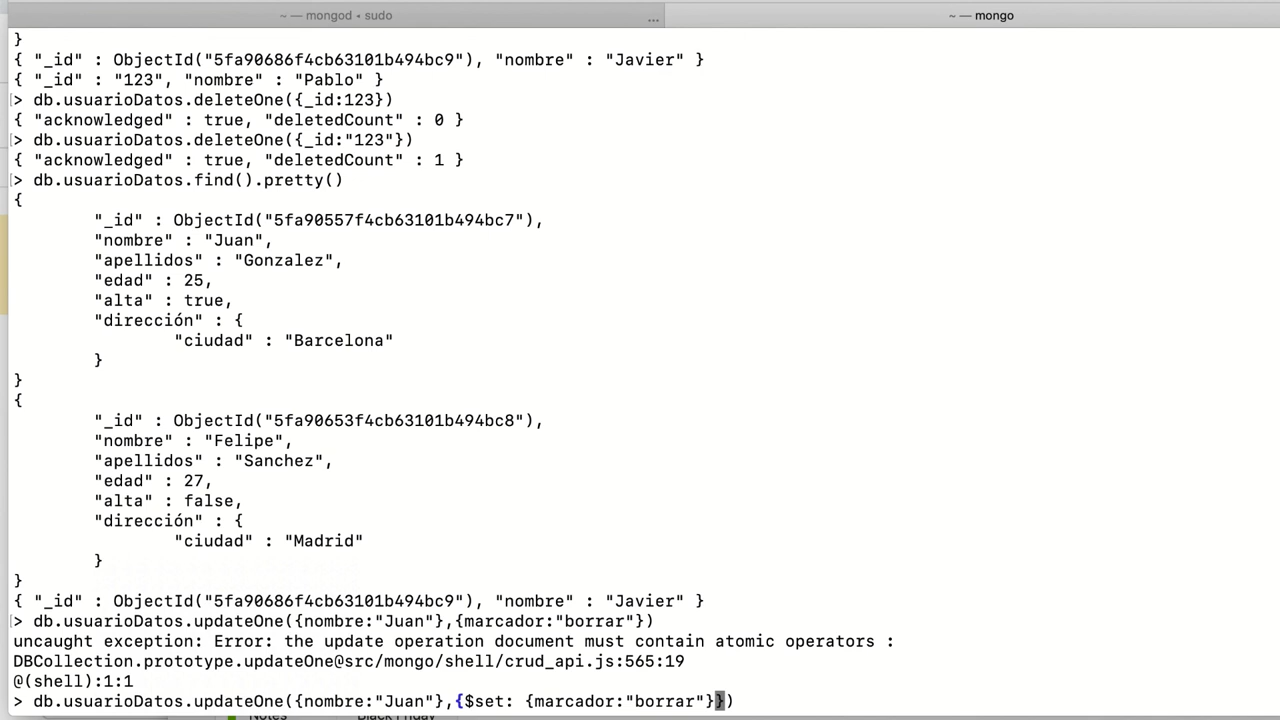 ~ — mongod ◂ sudo
...
~ — mongo
}
{ "_id" : ObjectId("5fa90686f4cb63101b494bc9"), "nombre" : "Javier" }
{ "_id" : "123", "nombre" : "Pablo" }
[> db.usuarioDatos.deleteOne({_id:123})
{ "acknowledged" : true, "deletedCount" : 0 }
[> db.usuarioDatos.deleteOne({_id:"123"})
{ "acknowledged" : true, "deletedCount" : 1 }
[> db.usuarioDatos.find().pretty()
{
"_id" : ObjectId("5fa90557f4cb63101b494bc7"),
"nombre" : "Juan",
"apellidos" : "Gonzalez",
"edad" : 25,
"alta" : true,
"dirección" : {
"ciudad" : "Barcelona"
}
}
{
"_id" : ObjectId("5fa90653f4cb63101b494bc8"),
"nombre" : "Felipe",
"apellidos" : "Sanchez",
"edad" : 27,
"alta" : false,
"dirección" : {
"ciudad" : "Madrid"
}
}
{ "_id" : ObjectId("5fa90686f4cb63101b494bc9"), "nombre" : "Javier" }
[> db.usuarioDatos.updateOne({nombre:"Juan"},{marcador:"borrar"})
uncaught exception: Error: the update operation document must contain atomic operators :
DBCollection.prototype.updateOne@src/mongo/shell/crud_api.js:565:19
@(shell):1:1
> db.usuarioDatos.updateOne({nombre:"Juan"},{$set: {marcador:"borrar"}})
Notes
Black Friday